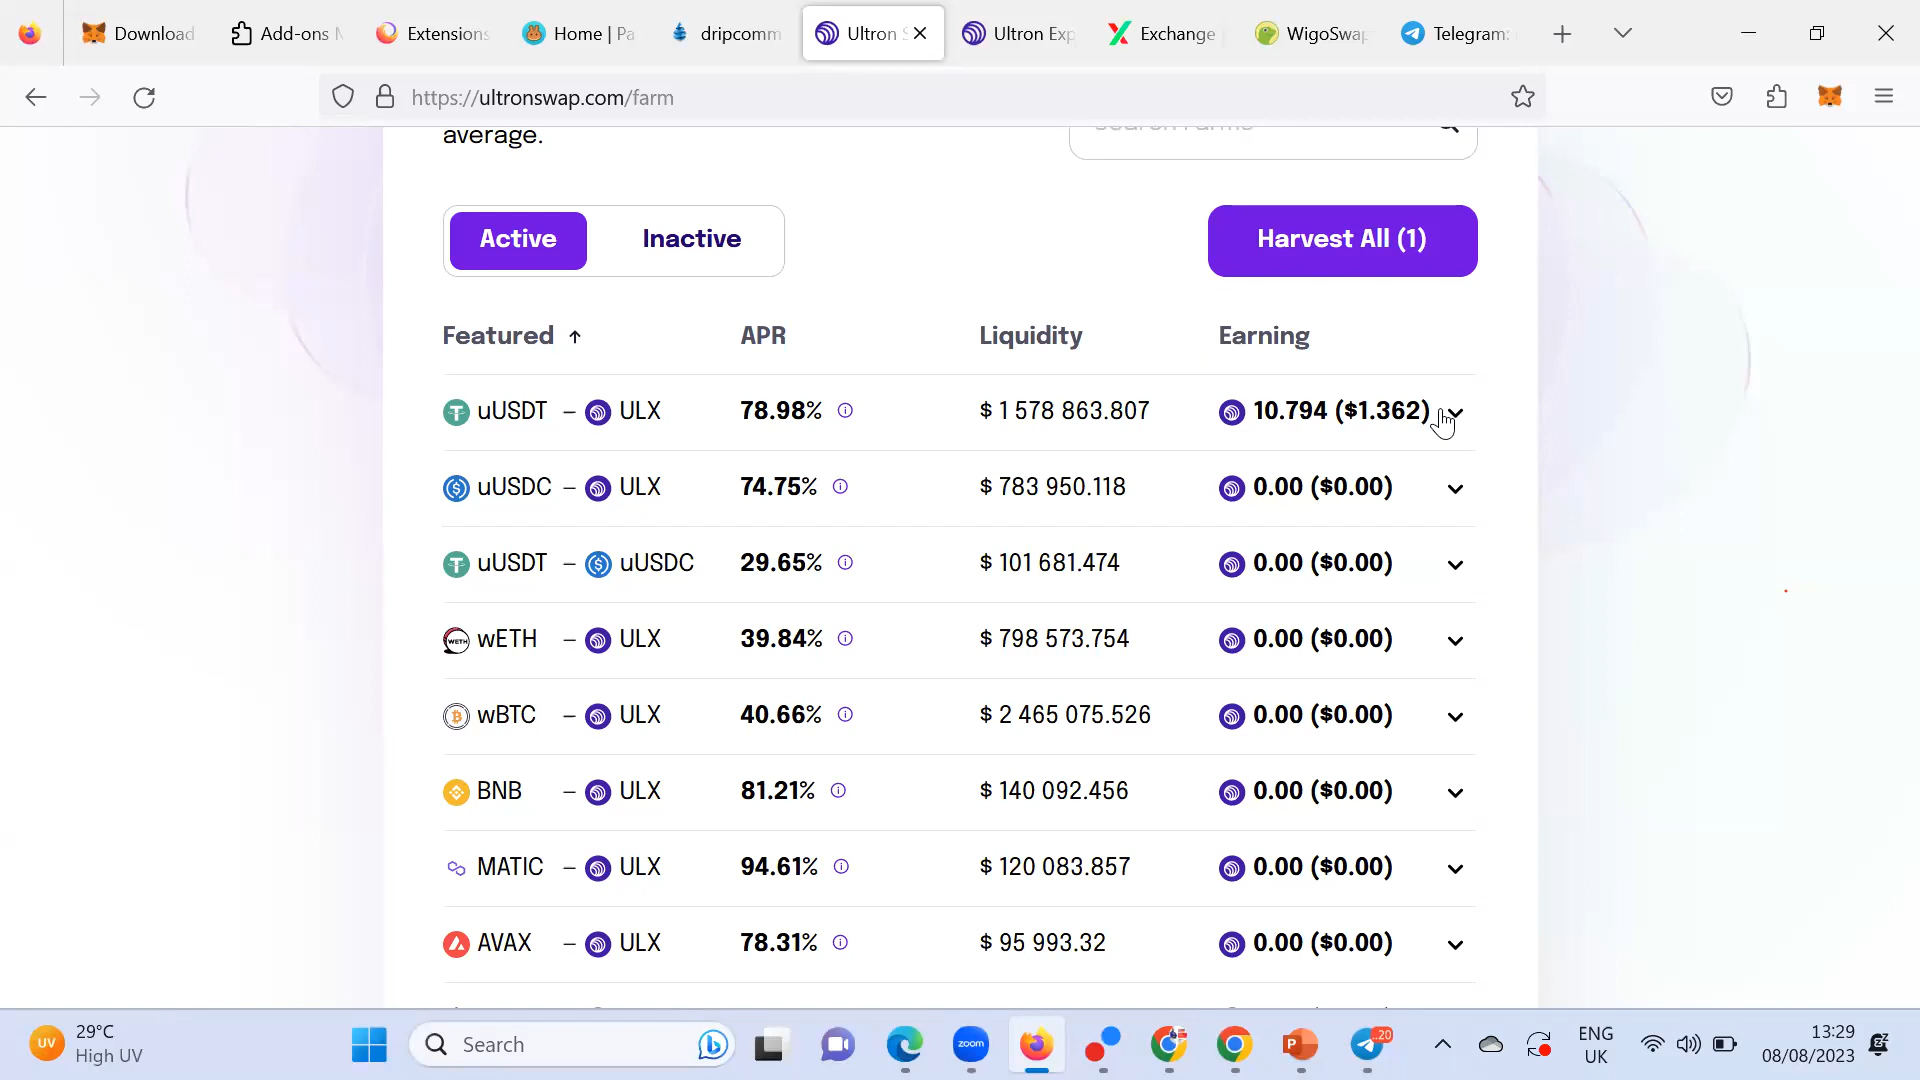 Download
Add-ons
Extensions
Home | Pa
dripcomm
Ultron
Ultron Exp
Exchange
WigoSwap
Telegram:
https://ultronswap.com/farm
average.
Search Farms
Active
Inactive
Harvest All (1)
Featured ↑ APR Liquidity Earning
uUSDT – ULX 78.98% $ 1 578 863.807 10.794 ($1.362)
uUSDC – ULX 74.75% $ 783 950.118 0.00 ($0.00)
uUSDT – uUSDC 29.65% $ 101 681.474 0.00 ($0.00)
WETH wETH – ULX 39.84% $ 798 573.754 0.00 ($0.00)
wBTC – ULX 40.66% $ 2 465 075.526 0.00 ($0.00)
BNB – ULX 81.21% $ 140 092.456 0.00 ($0.00)
MATIC – ULX 94.61% $ 120 083.857 0.00 ($0.00)
AVAX – ULX 78.31% $ 95 993.32 0.00 ($0.00)
UV
29°C
High UV
Search
zoom
20
ENG
UK
13:29
08/08/2023